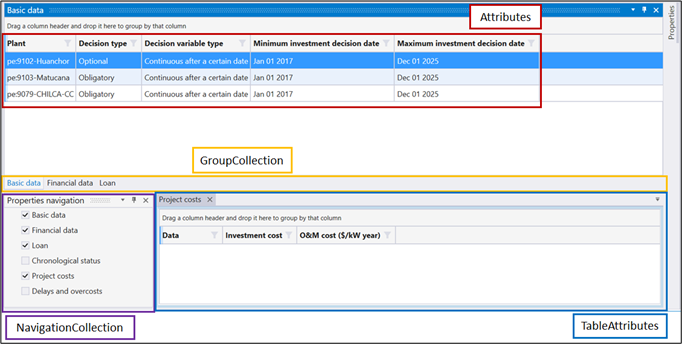 Basic data
Attributes
Properties
Drag a column header and drop it here to group by that column
Plant Decision type Decision variable type Minimum investment decision date Maximum investment decision date
pe:9102-Huanchor Optional Continuous after a certain date Jan 01 2017 Dec 01 2025
pe:9103-Matucana Obligatory Continuous after a certain date Jan 01 2017 Dec 01 2025
pe:9079-CHILCA-CC Obligatory Continuous after a certain date Jan 01 2017 Dec 01 2025
GroupCollection
Basic data Financial data Loan
Properties navigation
Basic data
Financial data
Loan
Chronological status
Project costs
Delays and overcosts
Project costs
Drag a column header and drop it here to group by that column
Data Investment cost O&M cost ($/kW year)
NavigationCollection
TableAttributes